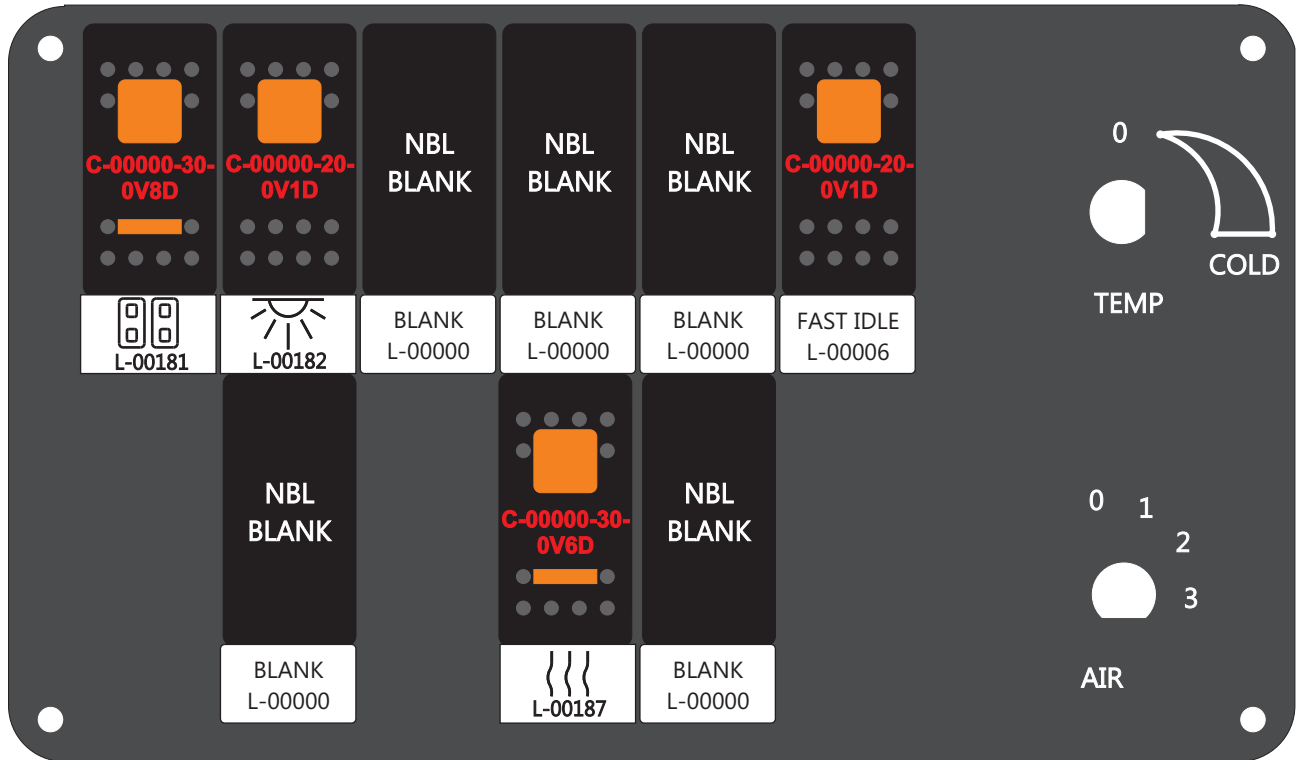 C-00000-30-
0V8D
C-00000-20-
0V1D
NBL
BLANK
NBL
BLANK
NBL
BLANK
C-00000-20-
0V1D
L-00181
L-00182
BLANK
L-00000
BLANK
L-00000
BLANK
L-00000
FAST IDLE
L-00006
0
COLD
TEMP
NBL
BLANK
C-00000-30-
0V6D
NBL
BLANK
BLANK
L-00000
L-00187
BLANK
L-00000
0
1
2
3
AIR